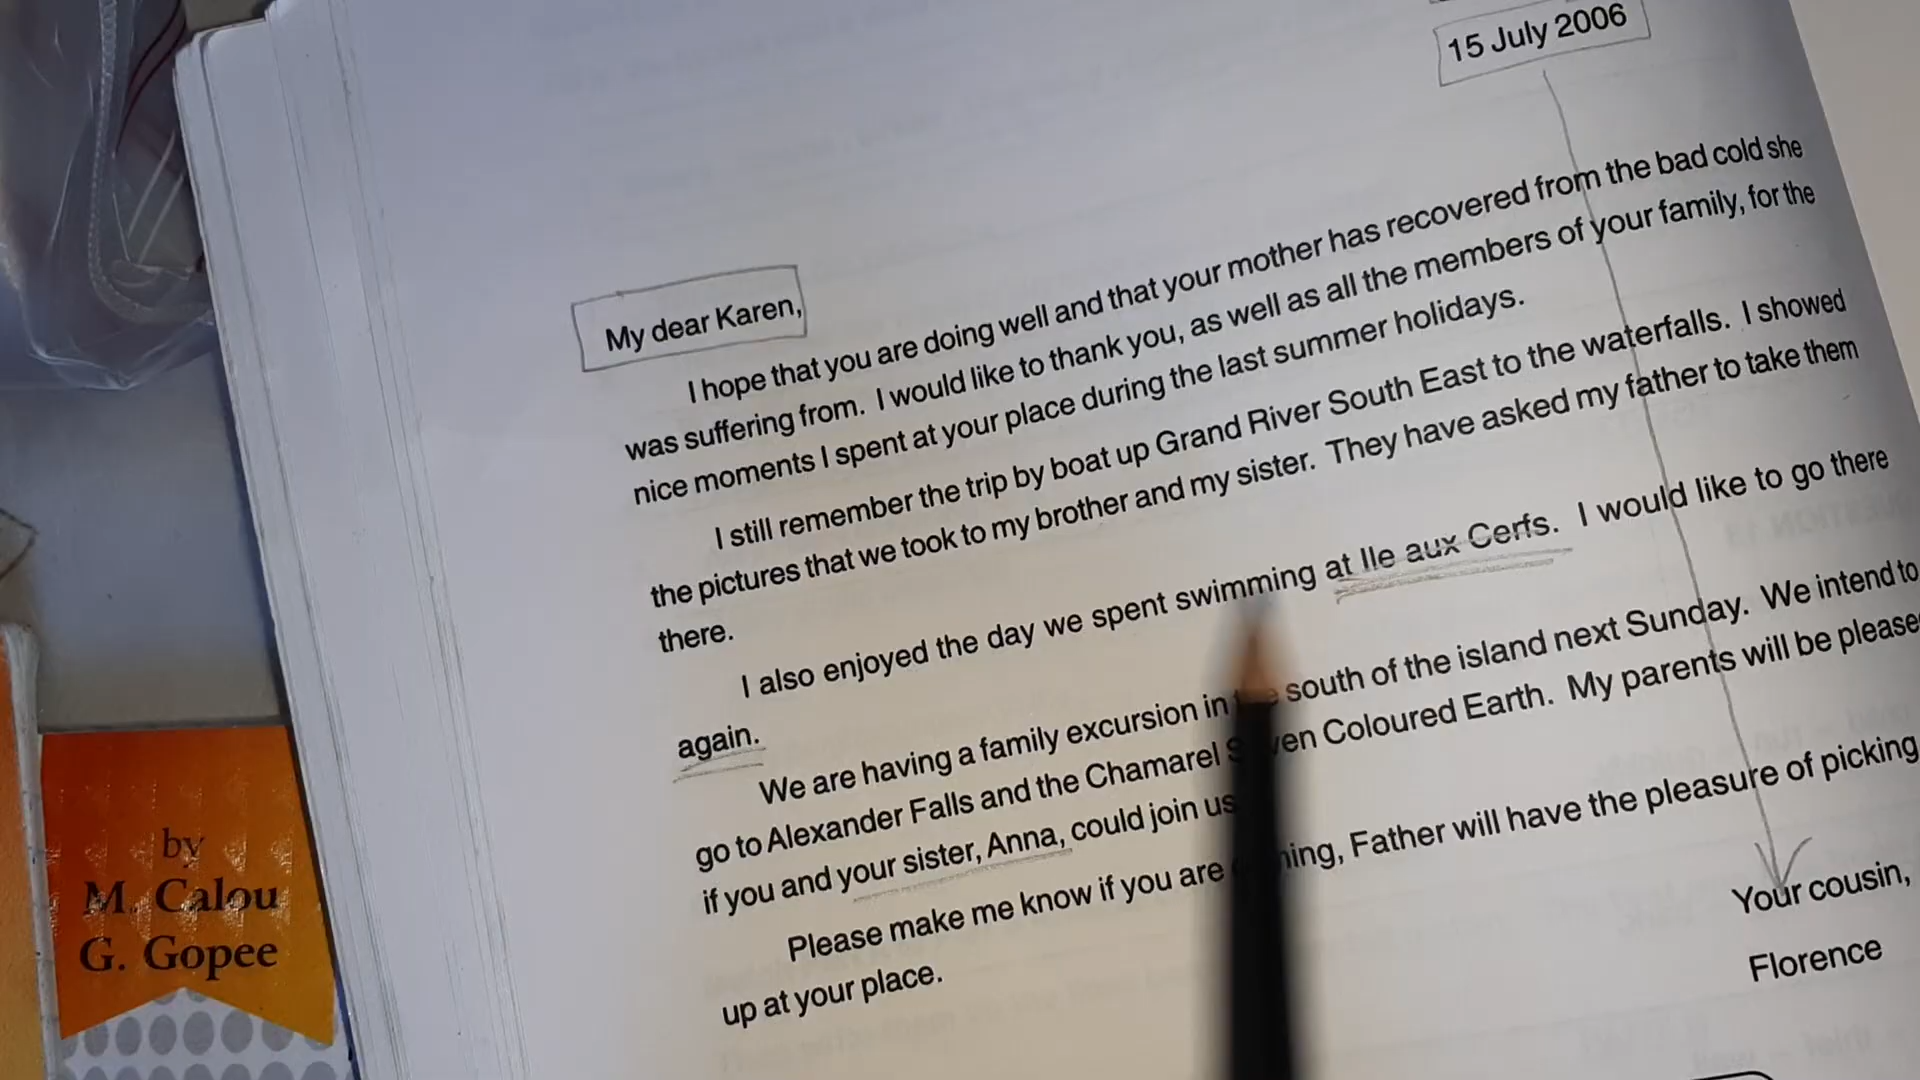 15 July 2006
My dear Karen,
I hope that you are doing well and that your mother has recovered from the bad cold she
was suffering from. I would like to thank you, as well as all the members of your family, for the
nice moments I spent at your place during the last summer holidays.
I still remember the trip by boat up Grand River South East to the waterfalls. I showed
the pictures that we took to my brother and my sister. They have asked my father to take them
there.
I also enjoyed the day we spent swimming at Ile aux Cerfs. I would like to go there
again.
We are having a family excursion in south of the island next Sunday. We intend to
go to Alexander Falls and the Chamarel Coloured Earth. My parents will be
if you and your sister, Anna, could join us
Please make me know if you are Father will have the pleasure of picking
up at your place.
Your cousin,
Florence
by
M. Calou
G. Gopee